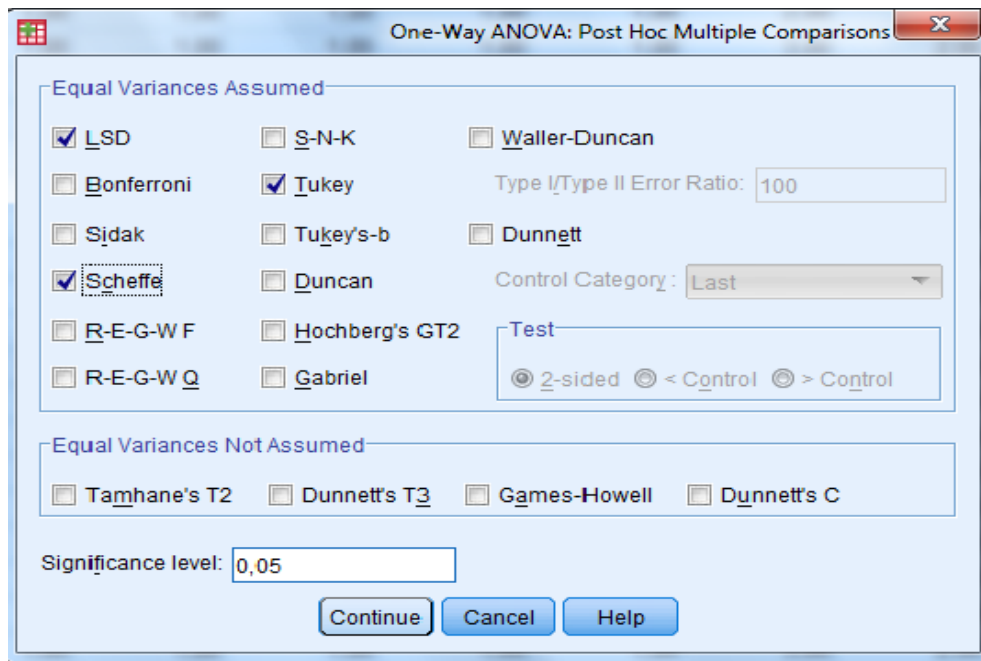 One-Way ANOVA: Post Hoc Multiple Comparisons
Equal Variances Assumed
LSD S-N-K Waller-Duncan
Bonferroni Tukey Type I/Type II Error Ratio: 100
Sidak Tukey's-b Dunnett
Scheffe Duncan Control Category : Last
R-E-G-W F Hochberg's GT2 Test
R-E-G-W Q Gabriel 2-sided < Control > Control
Equal Variances Not Assumed
Tamhane's T2 Dunnett's T3 Games-Howell Dunnett's C
Significance level: 0,05
Continue Cancel Help